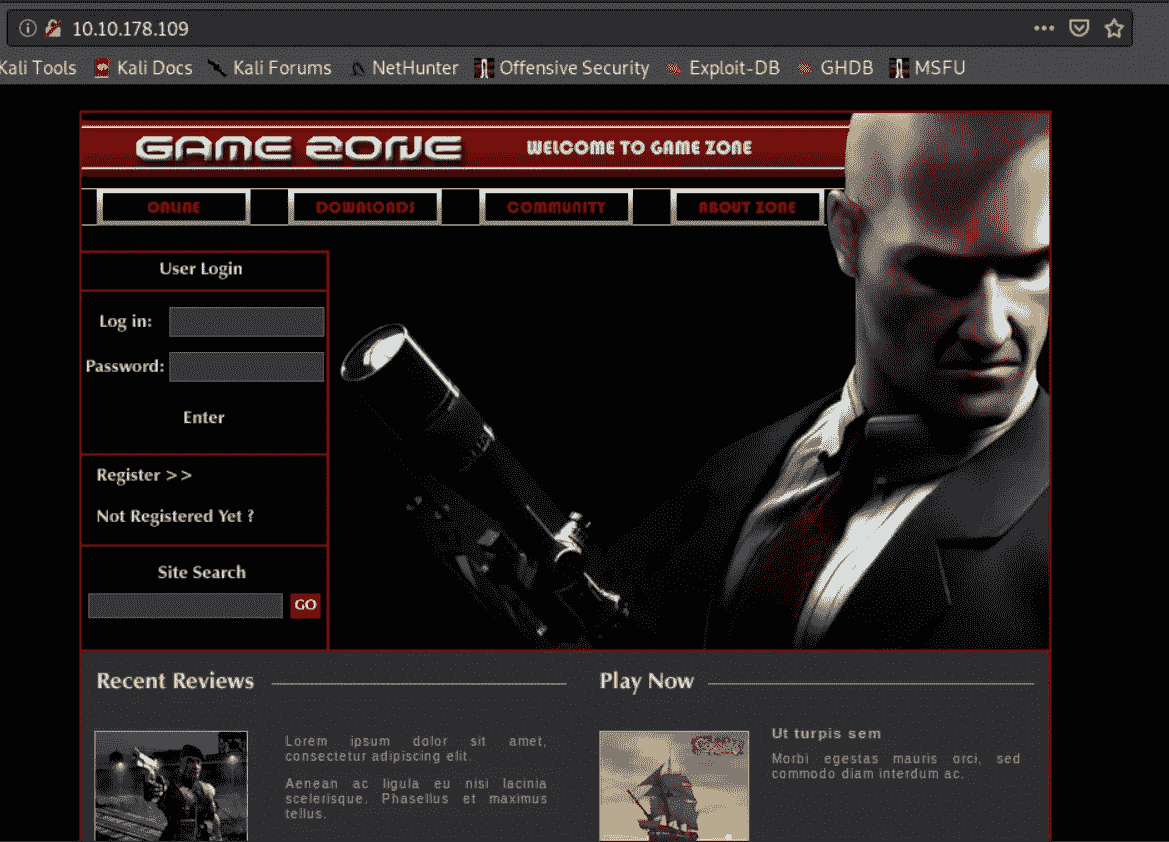 10.10.178.109
Kali Tools Kali Docs Kali Forums NetHunter Offensive Security Exploit-DB GHDB MSFU
GAME ZONE WELCOME TO GAME ZONE
ONLINE DOWNLOADS COMMUNITY ABOUT ZONE
User Login
Log in:
Password:
Enter
Register >>
Not Registered Yet ?
Site Search
GO
Recent Reviews
Lorem ipsum dolor sit amet,
consectetur adipiscing elit.
Aenean ac ligula eu nisi lacinia
scelerisque. Phasellus et maximus
tellus.
Play Now
Ut turpis sem
Morbi egestas mauris orci, sed
commodo diam interdum ac.